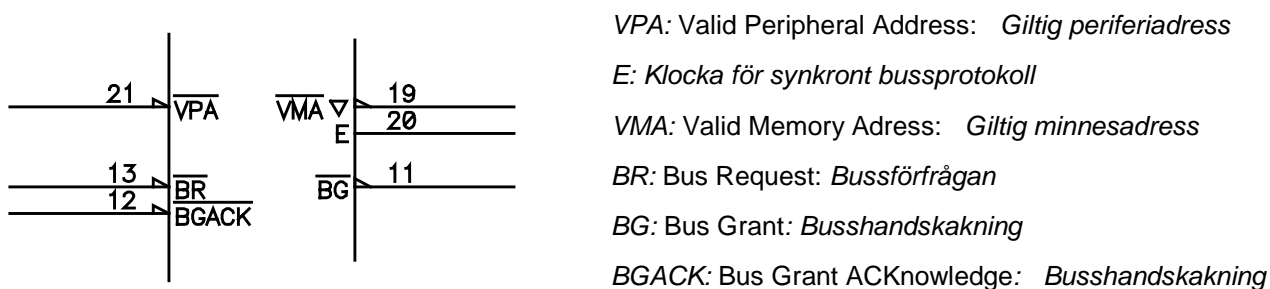 VPA: Valid Peripheral Address: Giltig periferiadress
E: Klocka för synkront bussprotokoll
VMA: Valid Memory Adress: Giltig minnesadress
BR: Bus Request: Bussförfrågan
BG: Bus Grant: Busshandskakning
BGACK: Bus Grant ACKnowledge: Busshandskakning
21
VPA
13
BR
12
BGACK
VMA
19
20
E
BG
11